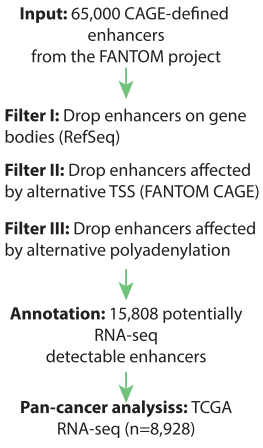 Input: 65,000 CAGE-defined
enhancers
from the FANTOM project
Filter I: Drop enhancers on gene
bodies (RefSeq)
Filter II: Drop enhancers affected
by alternative TSS (FANTOM CAGE)
Filter III: Drop enhancers affected
by alternative polyadenylation
Annotation: 15,808 potentially
RNA-seq
detectable enhancers
Pan-cancer analysiss: TCGA
RNA-seq (n=8,928)